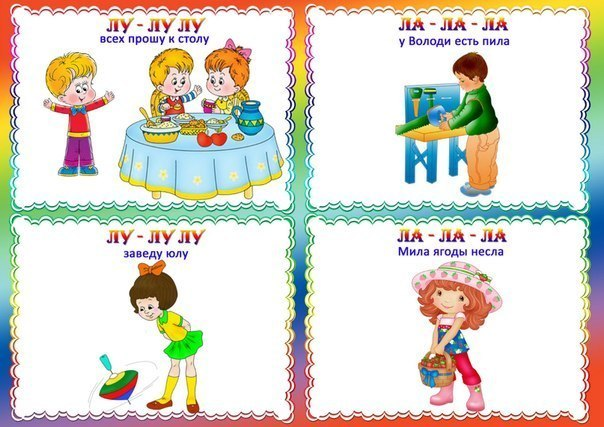 ЛУ - ЛУ ЛУ
всех прошу к столу
ЛА - ЛА - ЛА
у Володи есть пила
ЛУ - ЛУ ЛУ
заведу юлу
ЛА - ЛА - ЛА
Мила ягоды несла